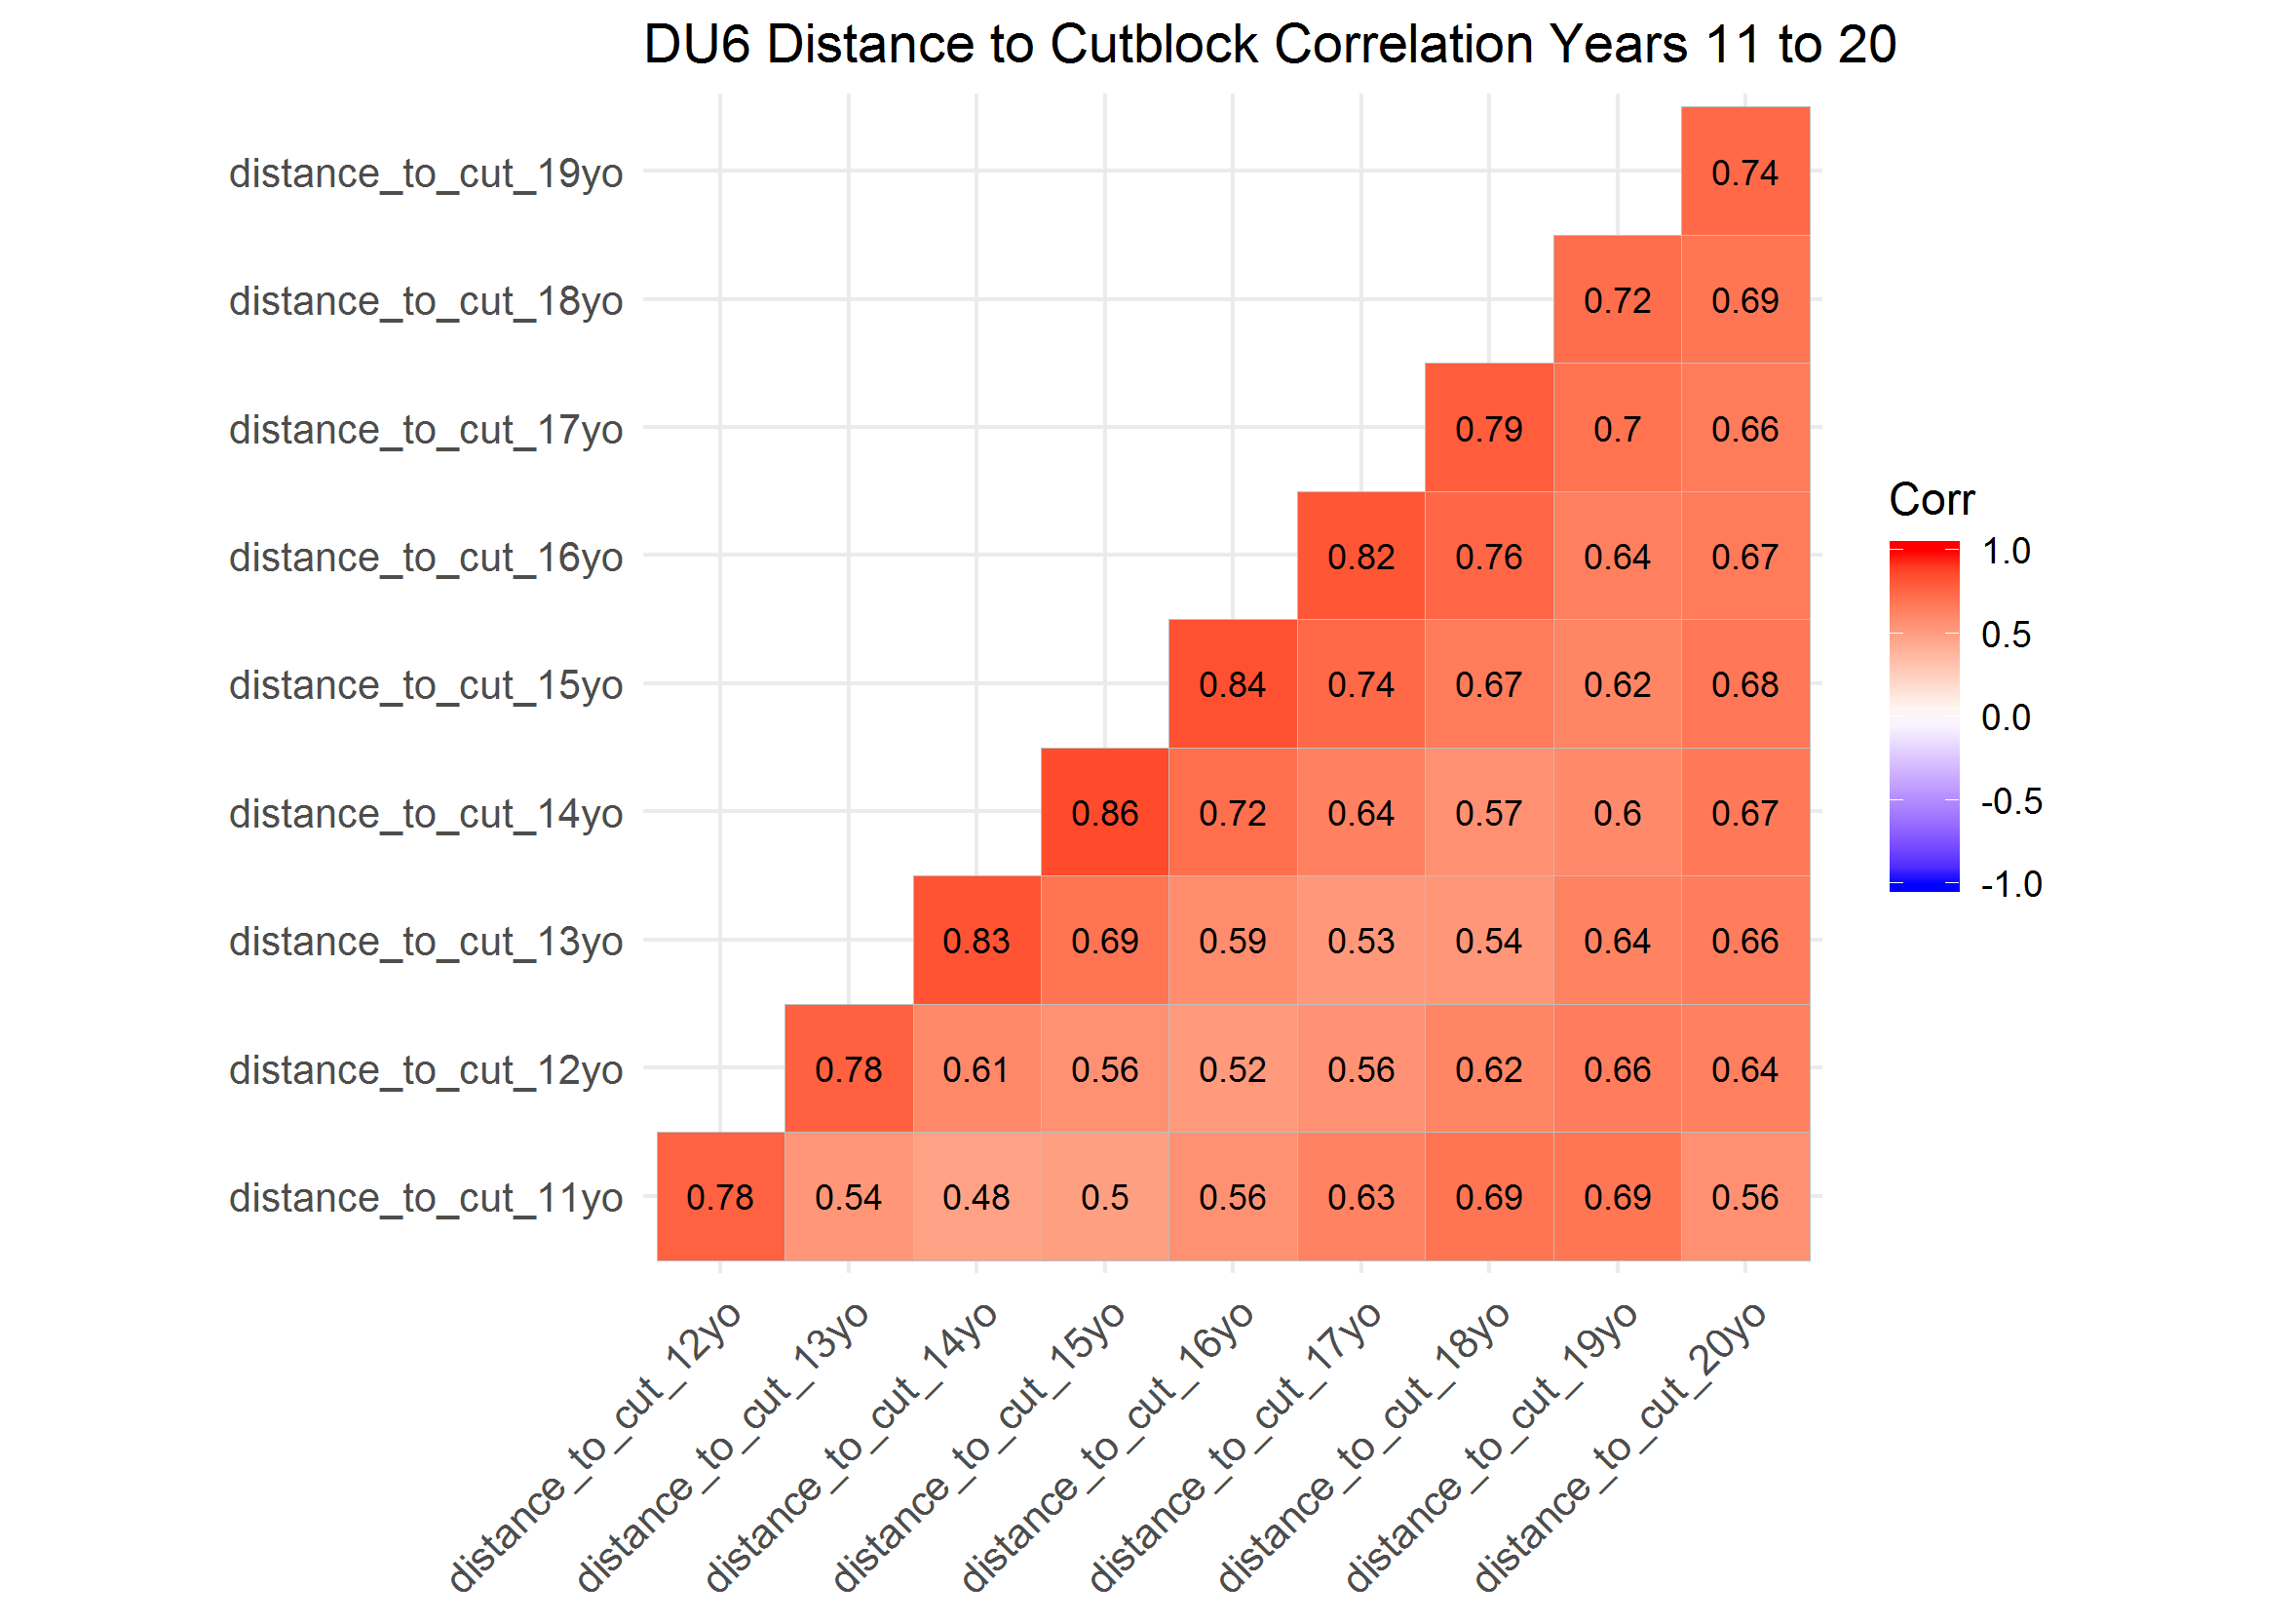 DU6 Distance to Cutblock Correlation Years 11 to 20
distance_to_cut_19yo 0.74
distance_to_cut_18yo 0.72 0.69
distance_to_cut_17yo 0.79 0.7 0.66
distance_to_cut_16yo 0.82 0.76 0.64 0.67
distance_to_cut_15yo 0.84 0.74 0.67 0.62 0.68
distance_to_cut_14yo 0.86 0.72 0.64 0.57 0.6 0.67
distance_to_cut_13yo 0.83 0.69 0.59 0.53 0.54 0.64 0.66
distance_to_cut_12yo 0.78 0.61 0.56 0.52 0.56 0.62 0.66 0.64
distance_to_cut_11yo 0.78 0.54 0.48 0.5 0.56 0.63 0.69 0.69 0.56
distance_to_cut_12yo
distance_to_cut_13yo
distance_to_cut_14yo
distance_to_cut_15yo
distance_to_cut_16yo
distance_to_cut_17yo
distance_to_cut_18yo
distance_to_cut_19yo
distance_to_cut_20yo
Corr
1.0
0.5
0.0
-0.5
-1.0